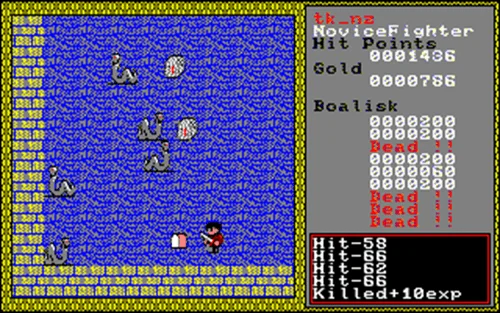 tk_nz
NoviceFighter
Hit Points
0001436
Gold
0000786
Boalisk
0000200
0000200
Dead !!
0000200
0000060
0000200
Dead !!
Dead !!
Dead !!
Hit-58
Hit-66
Hit-62
Hit-66
Killed+10exp